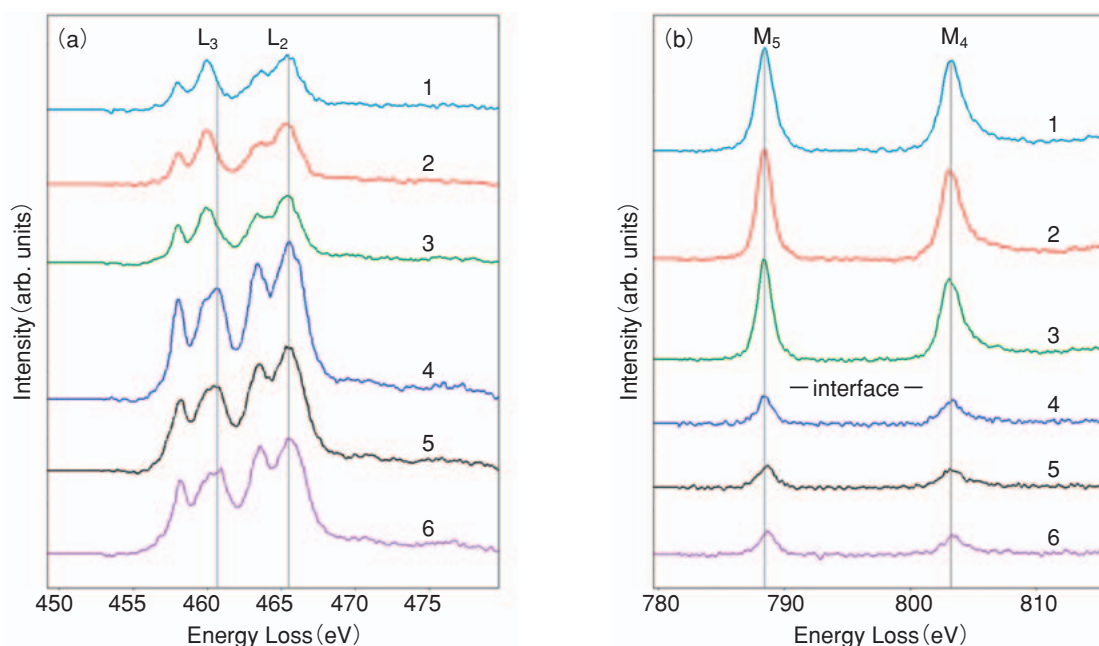 (a)
L₃
L₂
1
2
3
4
5
6
Intensity (arb. units)
450
455
460
465
470
475
Energy Loss (eV)
(b)
M₅
M₄
1
2
3
— interface —
4
5
6
Intensity (arb. units)
780
790
800
810
Energy Loss (eV)